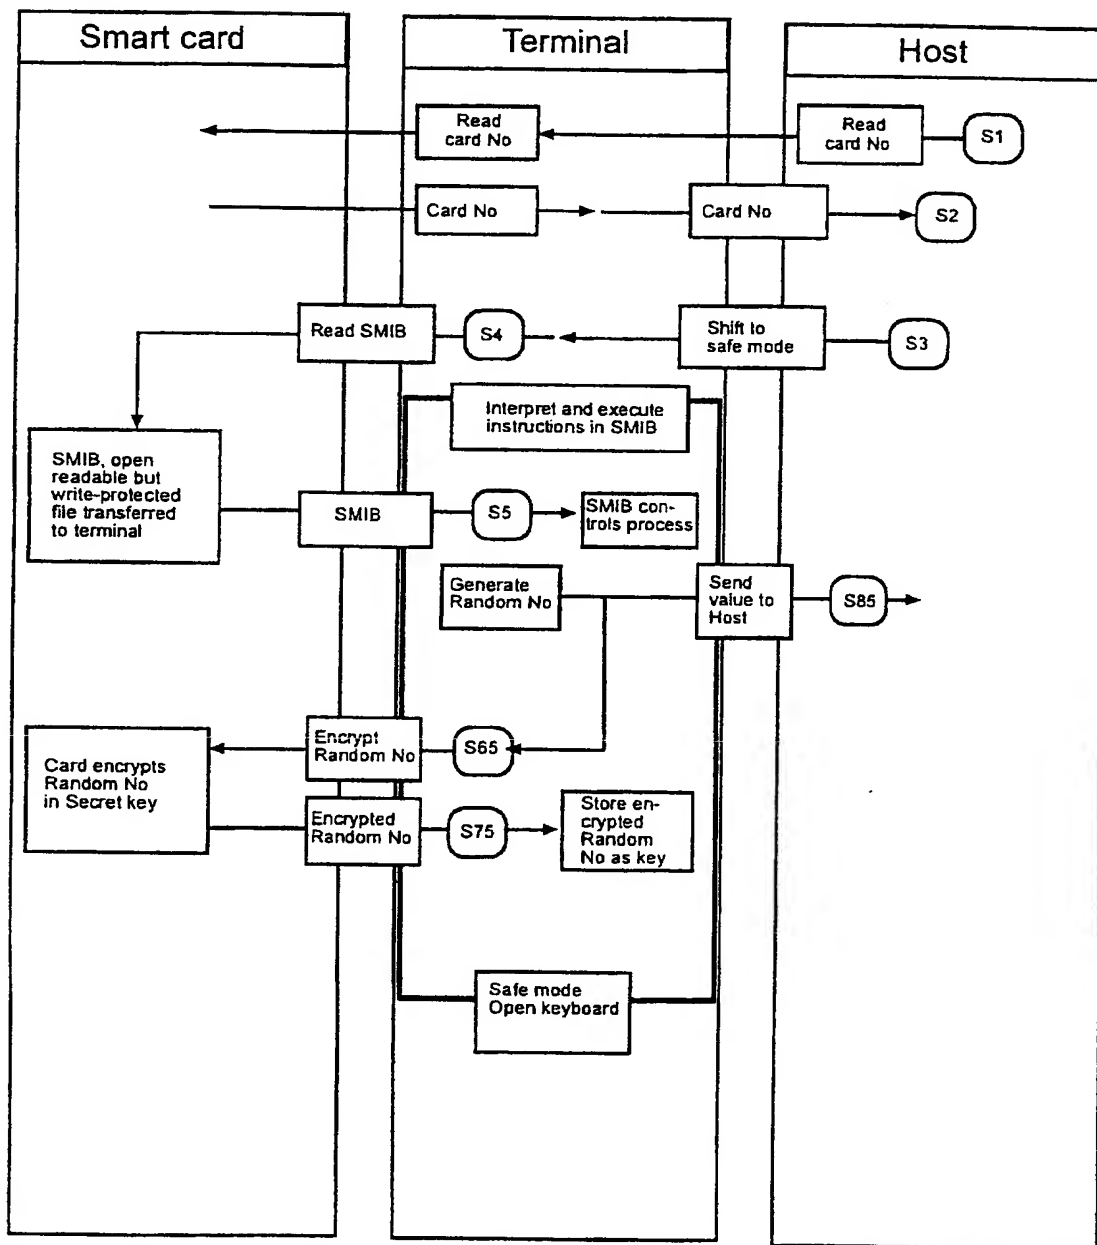 Smart card
Terminal
Host
Read
card No
Read
card No
S1
Card No
Card No
S2
Read SMIB
S4
Shift to
safe mode
S3
Interpret and execute
instructions in SMIB
SMIB, open
readable but
write-protected
file transferred
to terminal
SMIB
S5
SMIB con-
trols process
Generate
Random No
Send
value to
Host
S85
Encrypt
Random No
S65
Card encrypts
Random No
in Secret key
Encrypted
Random No
S75
Store en-
crypted
Random
No as key
Safe mode
Open keyboard